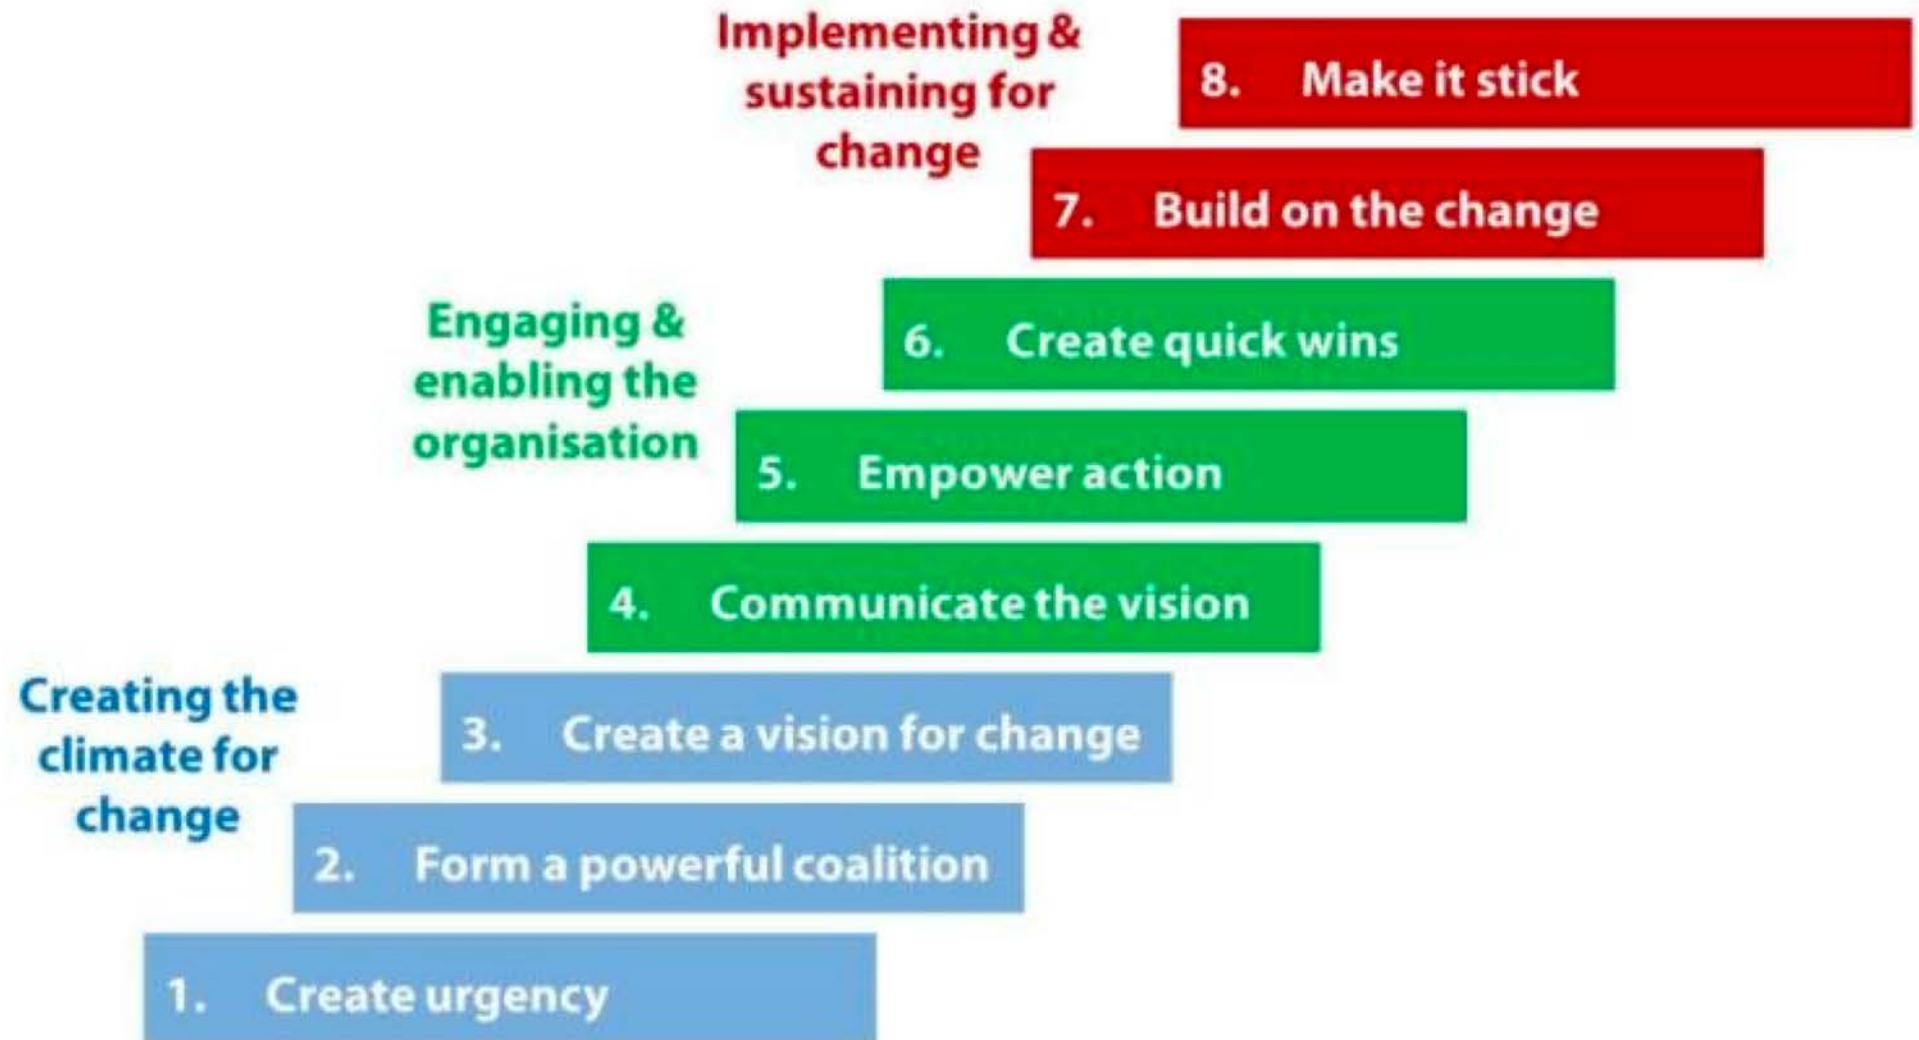 Implementing &
sustaining for
change
8. Make it stick
7. Build on the change
Engaging &
enabling the
organisation
6. Create quick wins
5. Empower action
4. Communicate the vision
Creating the
climate for
change
3. Create a vision for change
2. Form a powerful coalition
1. Create urgency